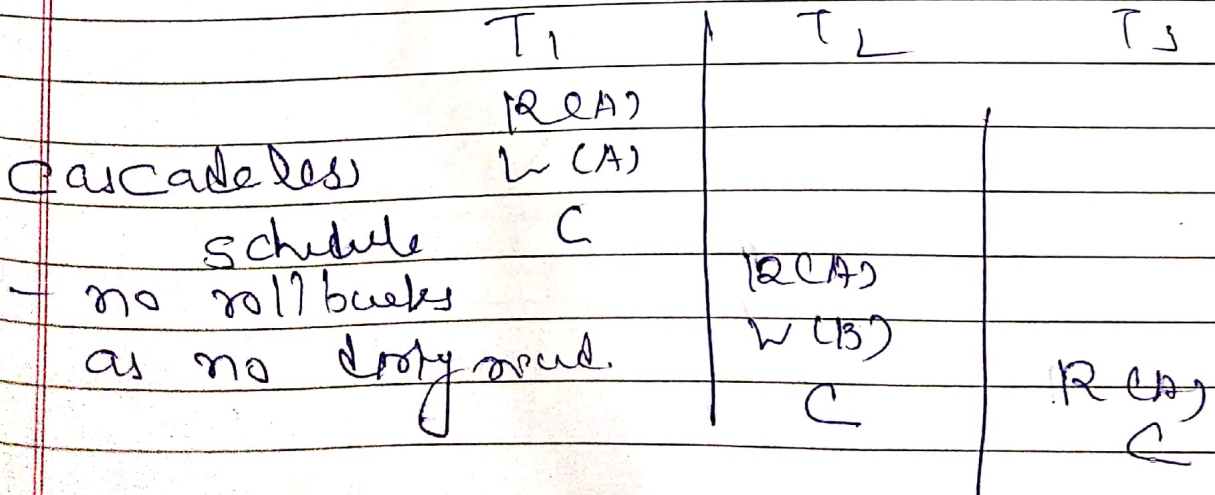 T1 T2 T3
R(A)
Cascadeless W(A)
schedule C
R(A)
- no rollbacks
W(B)
as no dirty read.
R(A)
C
C